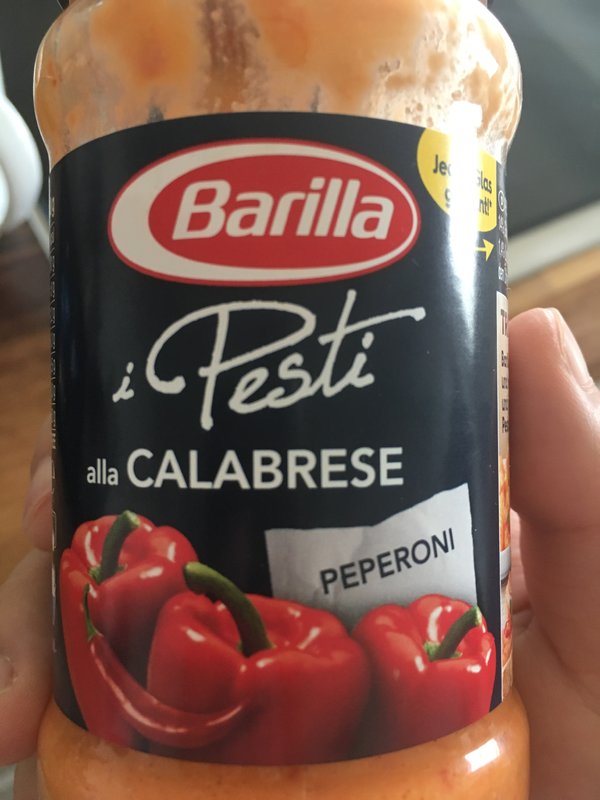 Barilla
i Pesti
alla CALABRESE
PEPERONI